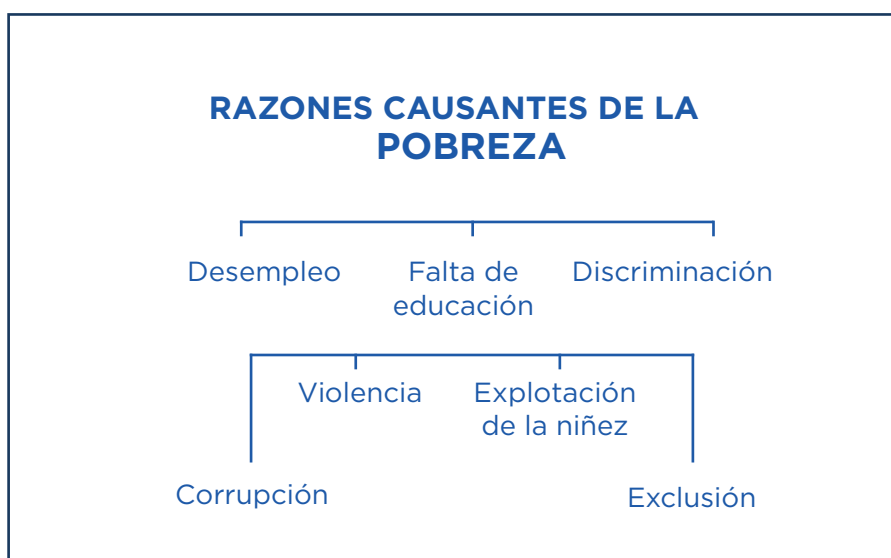 RAZONES CAUSANTES DE LA
POBREZA
Desempleo
Falta de
educación
Discriminación
Violencia
Explotación
de la niñez
Corrupción
Exclusión